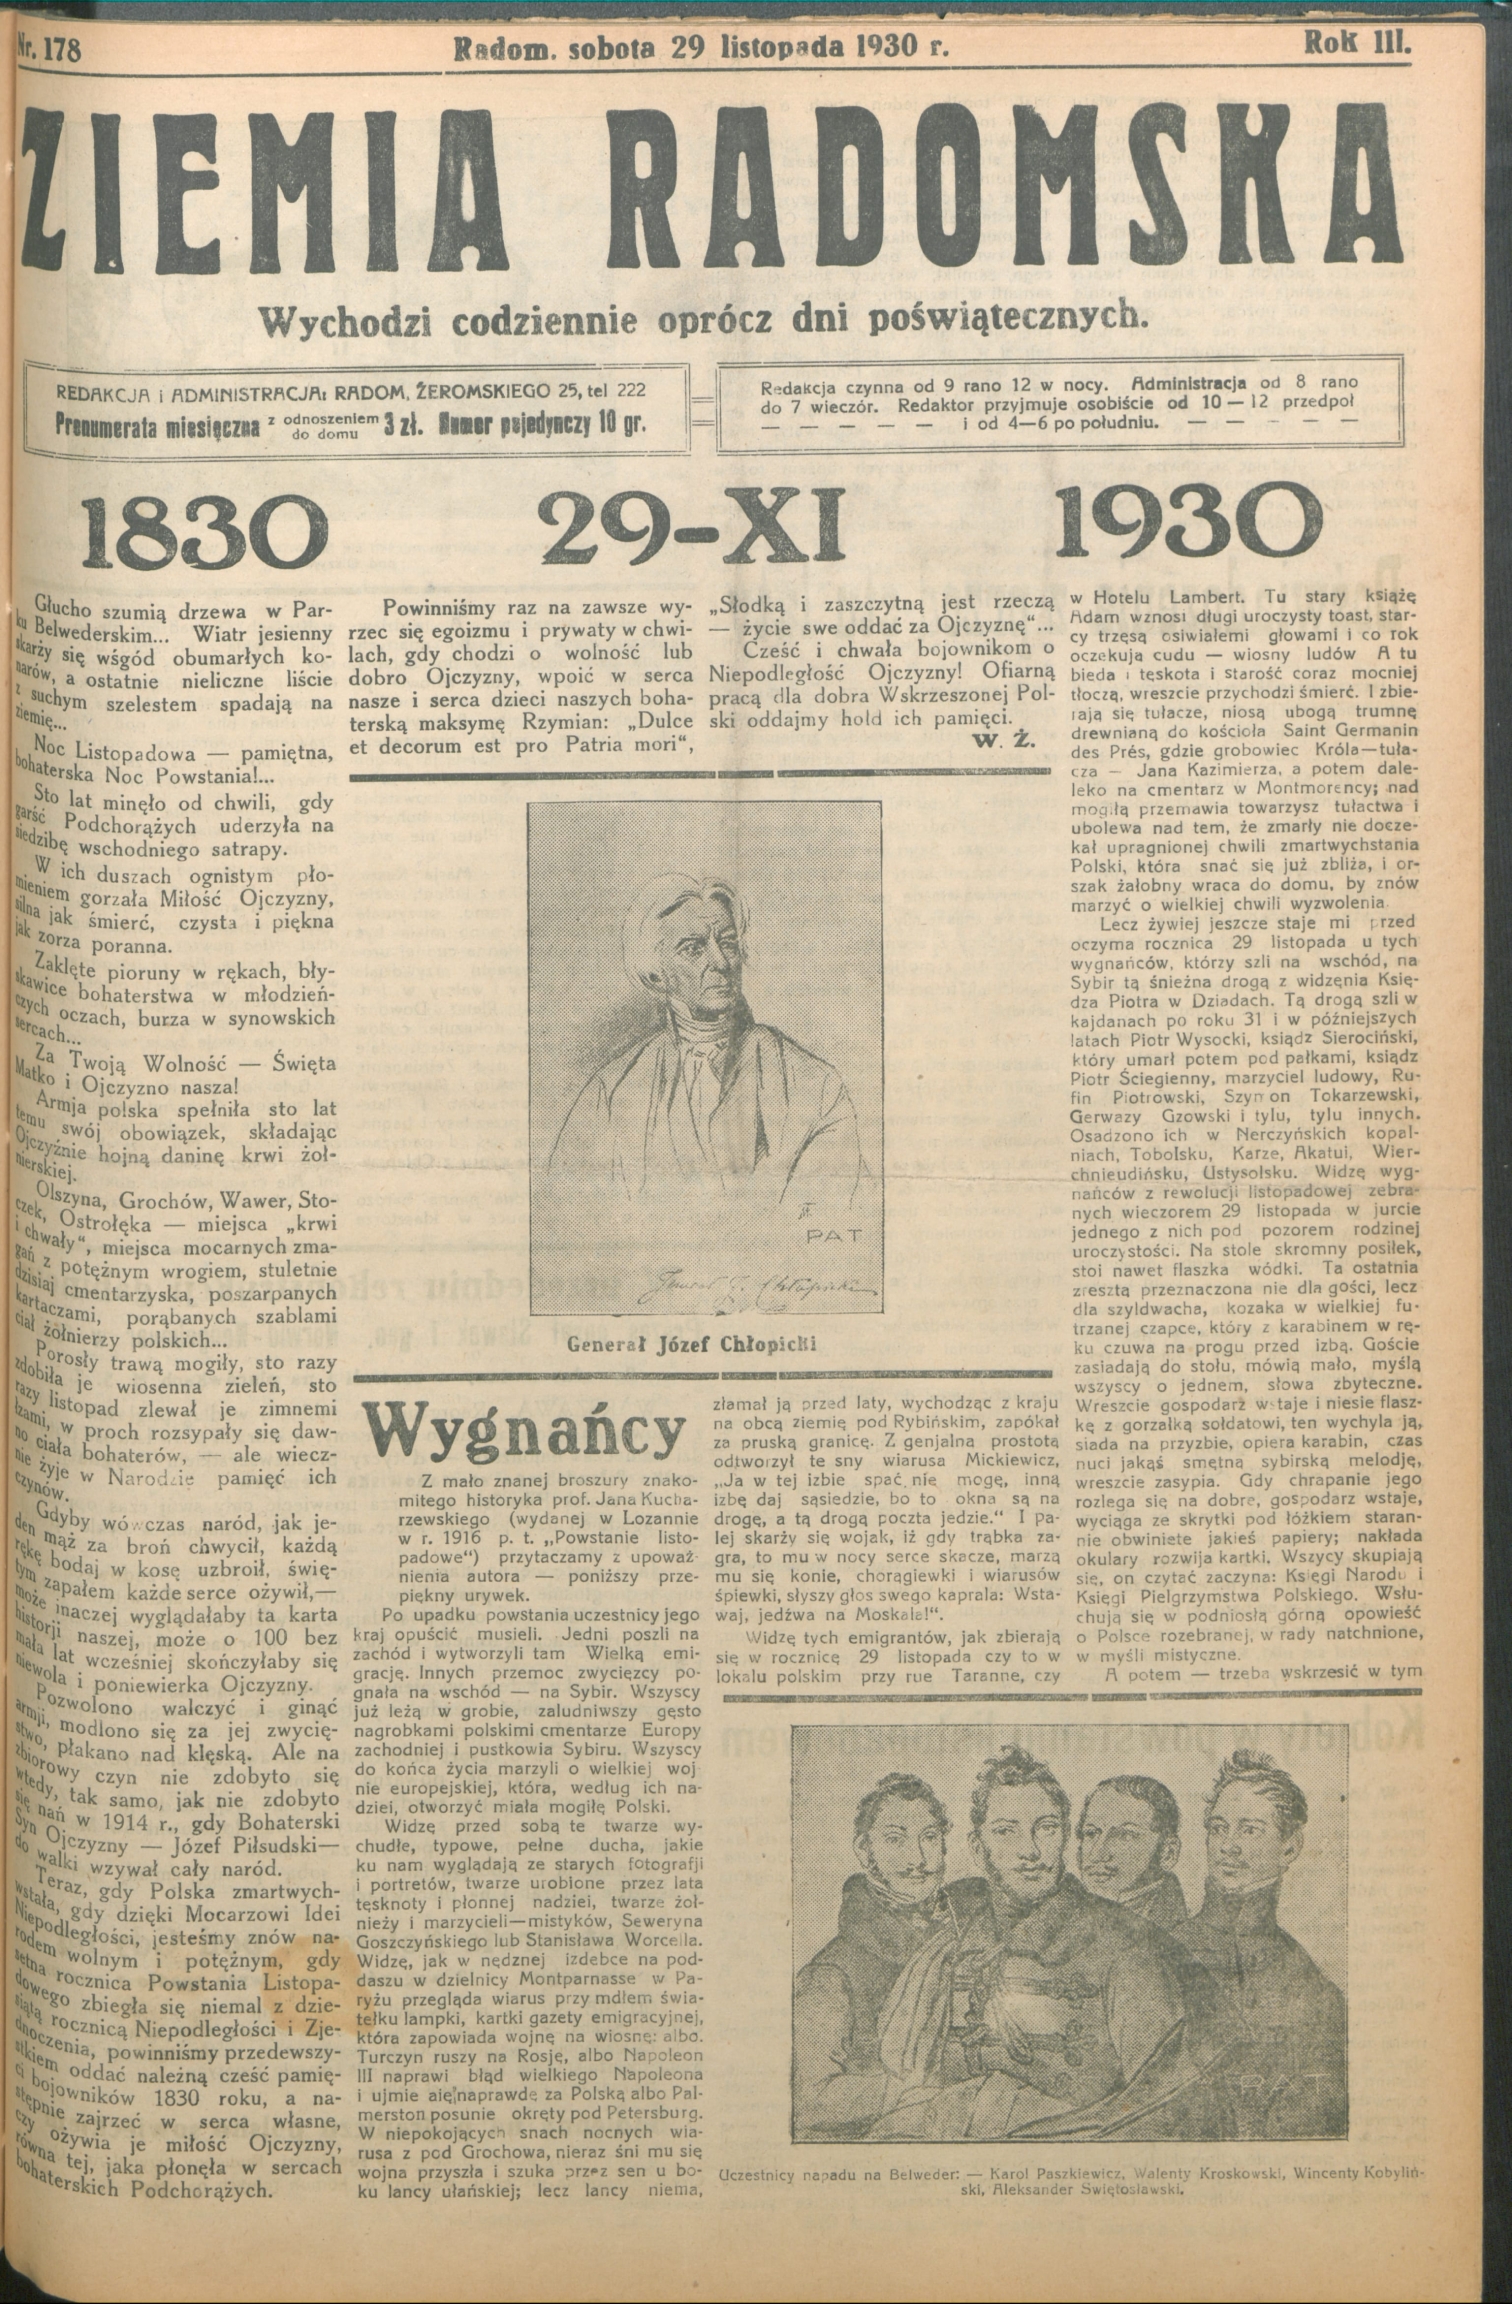 Nr. 178
Radom, sobota 29 listopada 1930 r.
Rok III.
ZIEMIA RADOMSKA
Wychodzi codziennie oprócz dni poświątecznych.
REDAKCJA i ADMINISTRACJA: RADOM, ŻEROMSKIEGO 25, tel 222
Prenumerata miesięczna z odnoszeniem do domu 3 zł. Numer pojedynczy 10 gr.
Redakcja czynna od 9 rano 12 w nocy. Administracja od 8 rano
do 7 wieczór. Redaktor przyjmuje osobiście od 10 — 12 przedpoł
— — — — — i od 4—6 po południu. — — — — —
1830 29-XI 1930
Głucho szumią drzewa w Par-
ku Belwederskim... Wiatr jesienny
skarży się wśgód obumarłych ko-
narów, a ostatnie nieliczne liście
z suchym szelestem spadają na
ziemię...
Noc Listopadowa — pamiętna,
bohaterska Noc Powstania!...
Sto lat minęło od chwili, gdy
garść Podchorążych uderzyła na
siedzibę wschodniego satrapy.
W ich duszach ognistym pło-
mieniem gorzała Miłość Ojczyzny,
silna jak śmierć, czysta i piękna
jak zorza poranna.
Zaklęte pioruny w rękach, bły-
skawice bohaterstwa w młodzień-
czych oczach, burza w synowskich
sercach...
Za Twoją Wolność — Święta
Matko i Ojczyzno nasza!
Armja polska spełniła sto lat
temu swój obowiązek, składając
Ojczyźnie hojną daninę krwi żoł-
nierskiej.
Olszyna, Grochów, Wawer, Sto-
czek, Ostrołęka — miejsca „krwi
i chwały“, miejsca mocarnych zma-
gań z potężnym wrogiem, stuletnie
dzisiaj cmentarzyska, poszarpanych
kartaczami, porąbanych szablami
ciał żołnierzy polskich...
Porosły trawą mogiły, sto razy
zdobiła je wiosenna zieleń, sto
razy listopad zlewał je zimnemi
łzami, w proch rozsypały się daw-
no ciała bohaterów, — ale wiecz-
nie żyje w Narodzie pamięć ich
czynów.
Gdyby wówczas naród, jak je-
den mąż za broń chwycił, każdą
rękę bodaj w kosę uzbroił, świę-
tym zapałem każde serce ożywił,—
może inaczej wyglądałaby ta karta
historji naszej, może o 100 bez
mała lat wcześniej skończyłaby się
niewola i poniewierka Ojczyzny.
Pozwolono walczyć i ginąć
armji, modlono się za jej zwycię-
stwo, płakano nad klęską. Ale na
zbiorowy czyn nie zdobyto się
wtedy, tak samo, jak nie zdobyto
się nań w 1914 r., gdy Bohaterski
Syn Ojczyzny — Józef Piłsudski—
do walki wzywał cały naród.
Teraz, gdy Polska zmartwych-
wstała, gdy dzięki Mocarzowi Idei
Niepodległości, jesteśmy znów na-
rodem wolnym i potężnym, gdy
setna rocznica Powstania Listopa-
dowego zbiegła się niemal z dzie-
siątą rocznicą Niepodległości i Zje-
dnoczenia, powinniśmy przedewszy-
stkiem oddać należną cześć pamię-
ci bojowników 1830 roku, a na-
stępnie zajrzeć w serca własne,
czy ożywia je miłość Ojczyzny,
równa tej, jaka płonęła w sercach
bohaterskich Podchorążych.
Powinniśmy raz na zawsze wy-
rzec się egoizmu i prywaty w chwi-
lach, gdy chodzi o wolność lub
dobro Ojczyzny, wpoić w serca
nasze i serca dzieci naszych boha-
terską maksymę Rzymian: „Dulce
et decorum est pro Patria mori“,
„Słodką i zaszczytną jest rzeczą
— życie swe oddać za Ojczyznę“...
Cześć i chwała bojownikom o
Niepodległość Ojczyzny! Ofiarną
pracą dla dobra Wskrzeszonej Pol-
ski oddajmy hołd ich pamięci.
W. Ż.
PAT
Generał Józef Chłopicki
Wygnańcy
Z mało znanej broszury znako-
mitego historyka prof. Jana Kucha-
rzewskiego (wydanej w Lozannie
w r. 1916 p. t. „Powstanie listo-
padowe“) przytaczamy z upoważ-
nienia autora — poniższy prze-
piękny urywek.
Po upadku powstania uczestnicy jego
kraj opuścić musieli. Jedni poszli na
zachód i wytworzyli tam Wielką emi-
grację. Innych przemoc zwycięzcy po-
gnała na wschód — na Sybir. Wszyscy
już leżą w grobie, zaludniwszy gęsto
nagrobkami polskimi cmentarze Europy
zachodniej i pustkowia Sybiru. Wszyscy
do końca życia marzyli o wielkiej woj
nie europejskiej, która, według ich na-
dziei, otworzyć miała mogiłę Polski.
Widzę przed sobą te twarze wy-
chudłe, typowe, pełne ducha, jakie
ku nam wyglądają ze starych fotografji
i portretów, twarze urobione przez lata
tęsknoty i płonnej nadziei, twarze żoł-
nieży i marzycieli—mistyków, Seweryna
Goszczyńskiego lub Stanisława Worcella.
Widzę, jak w nędznej izdebce na pod-
daszu w dzielnicy Montparnasse w Pa-
ryżu przegląda wiarus przy mdłem świa-
tełku lampki, kartki gazety emigracyjnej,
która zapowiada wojnę na wiosnę: albo.
Turczyn ruszy na Rosję, albo Napoleon
III naprawi błąd wielkiego Napoleona
i ujmie aię naprawdę za Polską albo Pal-
merston posunie okręty pod Petersburg.
W niepokojących snach nocnych wia-
rusa z pod Grochowa, nieraz śni mu się
wojna przyszła i szuka przez sen u bo-
ku lancy ułańskiej; lecz lancy niema,
złamał ją przed laty, wychodząc z kraju
na obcą ziemię pod Rybińskim, zapókał
za pruską granicę. Z genjalna prostotą
odtworzył te sny wiarusa Mickiewicz,
„Ja w tej izbie spać nie mogę, inną
izbę daj sąsiedzie, bo to okna są na
drogę, a tą drogą poczta jedzie.“ I pa-
lej skarży się wojak, iż gdy trąbka za-
gra, to mu w nocy serce skacze, marzą
mu się konie, chorągiewki i wiarusów
śpiewki, słyszy głos swego kaprala: Wsta-
waj, jedźwa na Moskala!“.
Widzę tych emigrantów, jak zbierają
się w rocznicę 29 listopada czy to w
lokalu polskim przy rue Taranne, czy
w Hotelu Lambert. Tu stary książę
Adam wznosi długi uroczysty toast, star-
cy trzęsą osiwiałemi głowami i co rok
oczekują cudu — wiosny ludów A tu
bieda i tęskota i starość coraz mocniej
tłoczą, wreszcie przychodzi śmierć. I zbie-
rają się tułacze, niosą ubogą trumnę
drewnianą do kościoła Saint Germanin
des Prés, gdzie grobowiec Króla—tuła-
cza — Jana Kazimierza, a potem dale-
leko na cmentarz w Montmorency; nad
mogiłą przemawia towarzysz tułactwa i
ubolewa nad tem, że zmarły nie docze-
kał upragnionej chwili zmartwychstania
Polski, która snać się już zbliża, i or-
szak żałobny wraca do domu, by znów
marzyć o wielkiej chwili wyzwolenia
Lecz żywiej jeszcze staje mi przed
oczyma rocznica 29 listopada u tych
wygnańców, którzy szli na wschód, na
Sybir tą śnieżna drogą z widzęnia Księ-
dza Piotra w Dziadach. Tą drogą szli w
kajdanach po roku 31 i w późniejszych
latach Piotr Wysocki, ksiądz Sierociński,
który umarł potem pod pałkami, ksiądz
Piotr Ściegienny, marzyciel ludowy, Ru-
fin Piotrowski, Szymon Tokarzewski,
Gerwazy Gzowski i tylu, tylu innych.
Osadzono ich w Nerczyńskich kopal-
niach, Tobolsku, Karze, Akatui, Wier-
chnieudińsku, Ustysolsku. Widzę wyg-
nańców z rewolucji listopadowej zebra-
nych wieczorem 29 listopada w jurcie
jednego z nich pod pozorem rodzinej
uroczystości. Na stole skromny posiłek,
stoi nawet flaszka wódki. Ta ostatnia
zresztą przeznaczona nie dla gości, lecz
dla szyldwacha, kozaka w wielkiej fu-
trzanej czapce, który z karabinem w rę-
ku czuwa na progu przed izbą. Goście
zasiadają do stołu, mówią mało, myślą
wszyscy o jednem, słowa zbyteczne.
Wreszcie gospodarz wstaje i niesie flasz-
kę z gorzałką sołdatowi, ten wychyla ją,
siada na przyzbie, opiera karabin, czas
nuci jakąś smętna sybirską melodję,
wreszcie zasypia. Gdy chrapanie jego
rozlega się na dobre, gospodarz wstaje,
wyciąga ze skrytki pod łóżkiem staran-
nie obwiniete jakieś papiery; nakłada
okulary rozwija kartki. Wszycy skupiają
się, on czytać zaczyna: Księgi Narodu i
Księgi Pielgrzymstwa Polskiego. Wsłu-
chują się w podniosłą górną opowieść
o Polsce rozebranej, w rady natchnione,
w myśli mistyczne.
A potem — trzeba wskrzesić w tym
PAT
Uczestnicy napadu na Belweder: — Karol Paszkiewicz, Walenty Kroskowski, Wincenty Kobyliń-
ski, Aleksander Świętosławski.